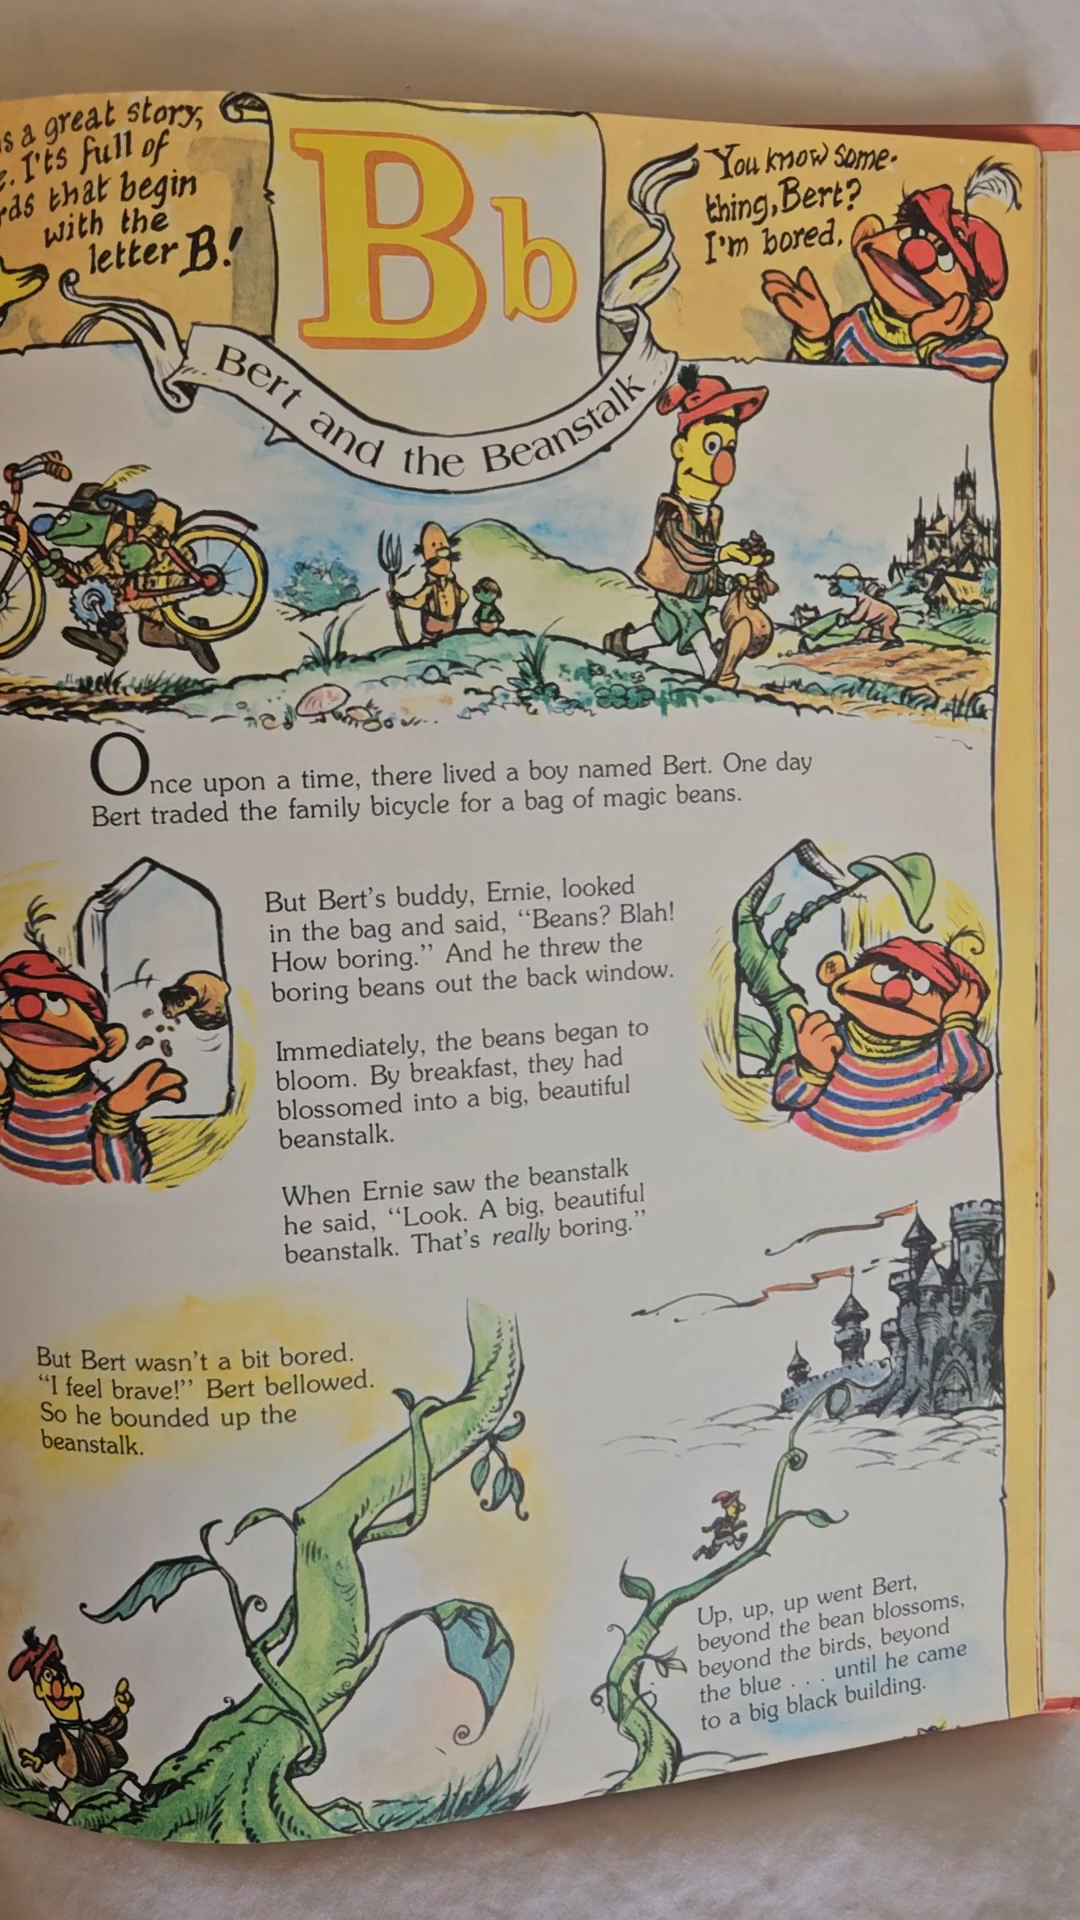 s a great story,
I'ts full of
that begin
with the
letter B!
Bb
You know some-
thing, Bert?
I'm bored.
Bert and the Beanstalk
Once upon a time, there lived a boy named Bert. One day
Bert traded the family bicycle for a bag of magic beans.
But Bert's buddy, Ernie, looked
in the bag and said, “Beans? Blah!
How boring.” And he threw the
boring beans out the back window.
Immediately, the beans began to
bloom. By breakfast, they had
blossomed into a big, beautiful
beanstalk.
When Ernie saw the beanstalk
he said, “Look. A big, beautiful
beanstalk. That's really boring.”
But Bert wasn't a bit bored.
“I feel brave!” Bert bellowed.
So he bounded up the
beanstalk.
Up, up, up went Bert,
beyond the bean blossoms,
beyond the birds, beyond
the blue . . . until he came
to a big black building.